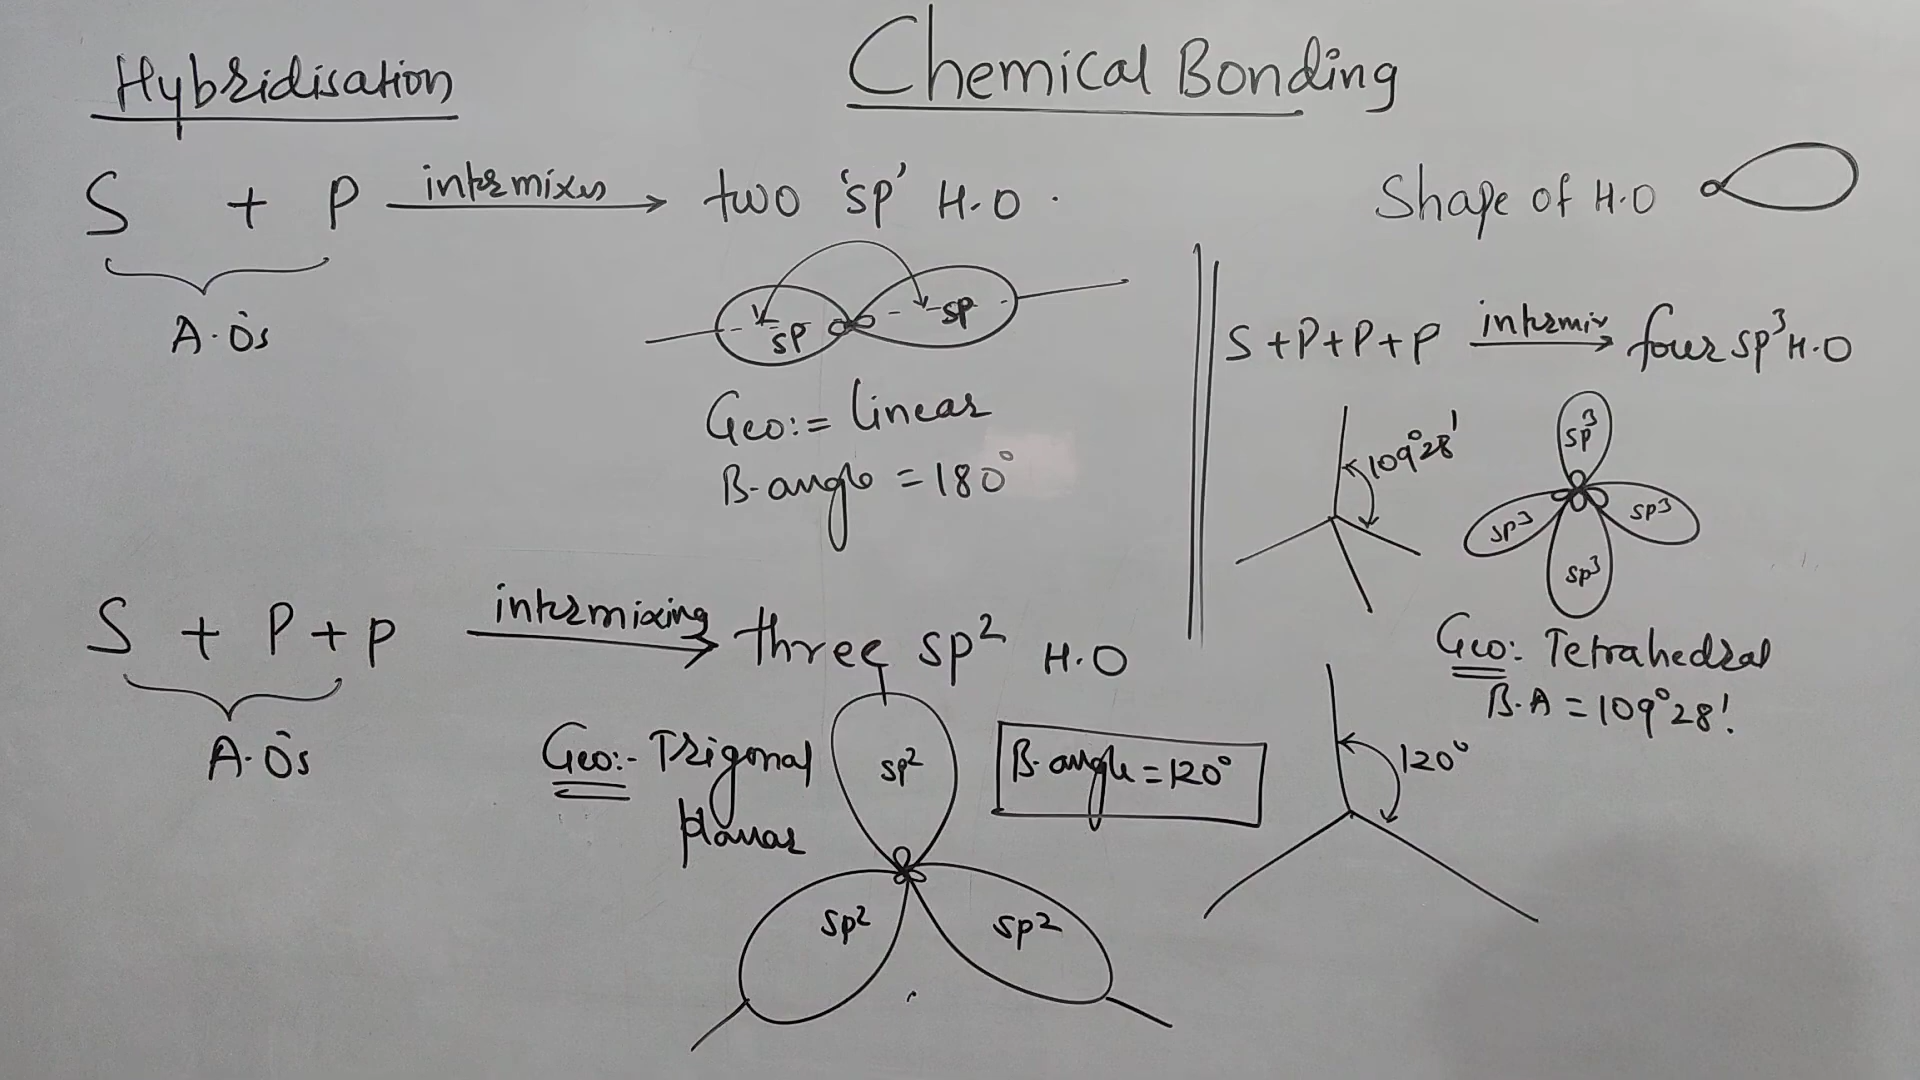 Chemical Bonding
Hybridisation
S + P intermixes two 'sp' H.O.
A.Os
sp sp
Geo:= linear
B-angle = 180°
S + P + P intermixing three sp² H.O
A.Os
Geo:- Trigonal planar
sp²
sp² sp²
B-angle = 120°
Shape of H.O
S+P+P+P intermix four sp³ H.O
109°28'
sp³
sp³ sp³
sp³
Geo: Tetrahedral
B.A = 109°28'.
120°